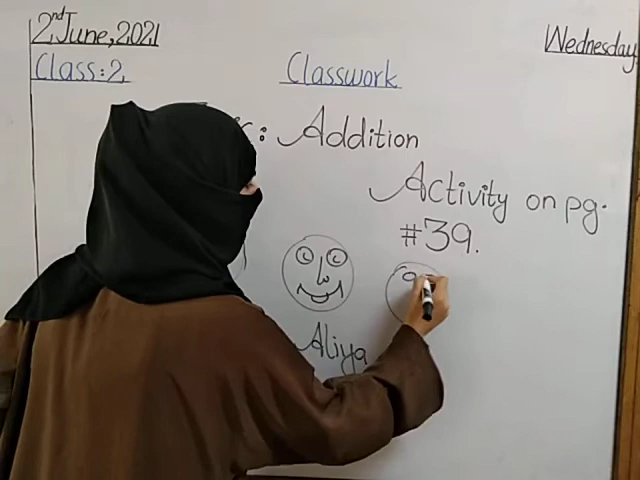 2nd June, 2021
Wednesday
Class: 2
Classwork
: Addition
Activity on pg.
#39.
Aliya